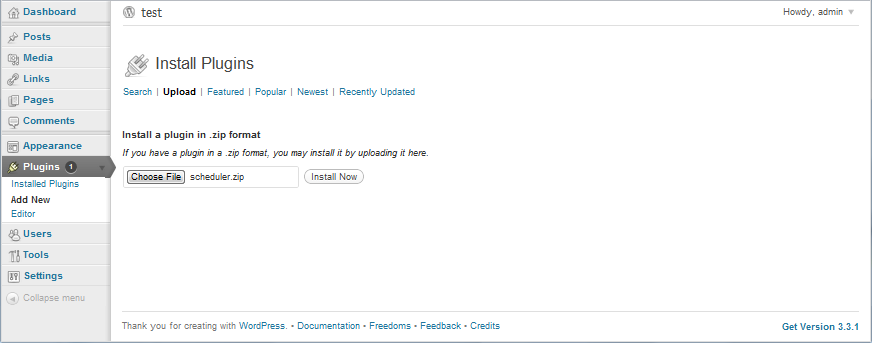 Dashboard
Posts
Media
Links
Pages
Comments
Appearance
Plugins 1
Installed Plugins
Add New
Editor
Users
Tools
Settings
Collapse menu
test
Howdy, admin
Install Plugins
Search | Upload | Featured | Popular | Newest | Recently Updated
Install a plugin in .zip format
If you have a plugin in a .zip format, you may install it by uploading it here.
Choose File scheduler.zip Install Now
Thank you for creating with WordPress. • Documentation • Freedoms • Feedback • Credits
Get Version 3.3.1